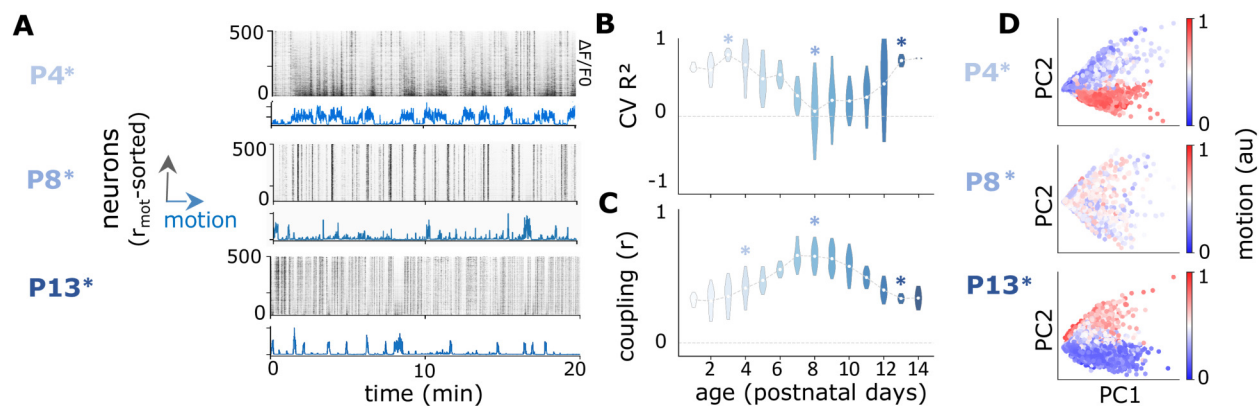 A
P4*
P8*
P13*
neurons
(r_mot-sorted)
motion
500
0
ΔF/F0
500
0
500
0
0
10
20
time (min)
B
CV R²
1
0
-1
*
*
*
C
coupling (r)
1
0
*
*
*
2 4 6 8 10 12 14
age (postnatal days)
D
P4*
PC2
1
0
P8*
PC2
1
0
P13*
PC2
1
0
PC1
motion (au)